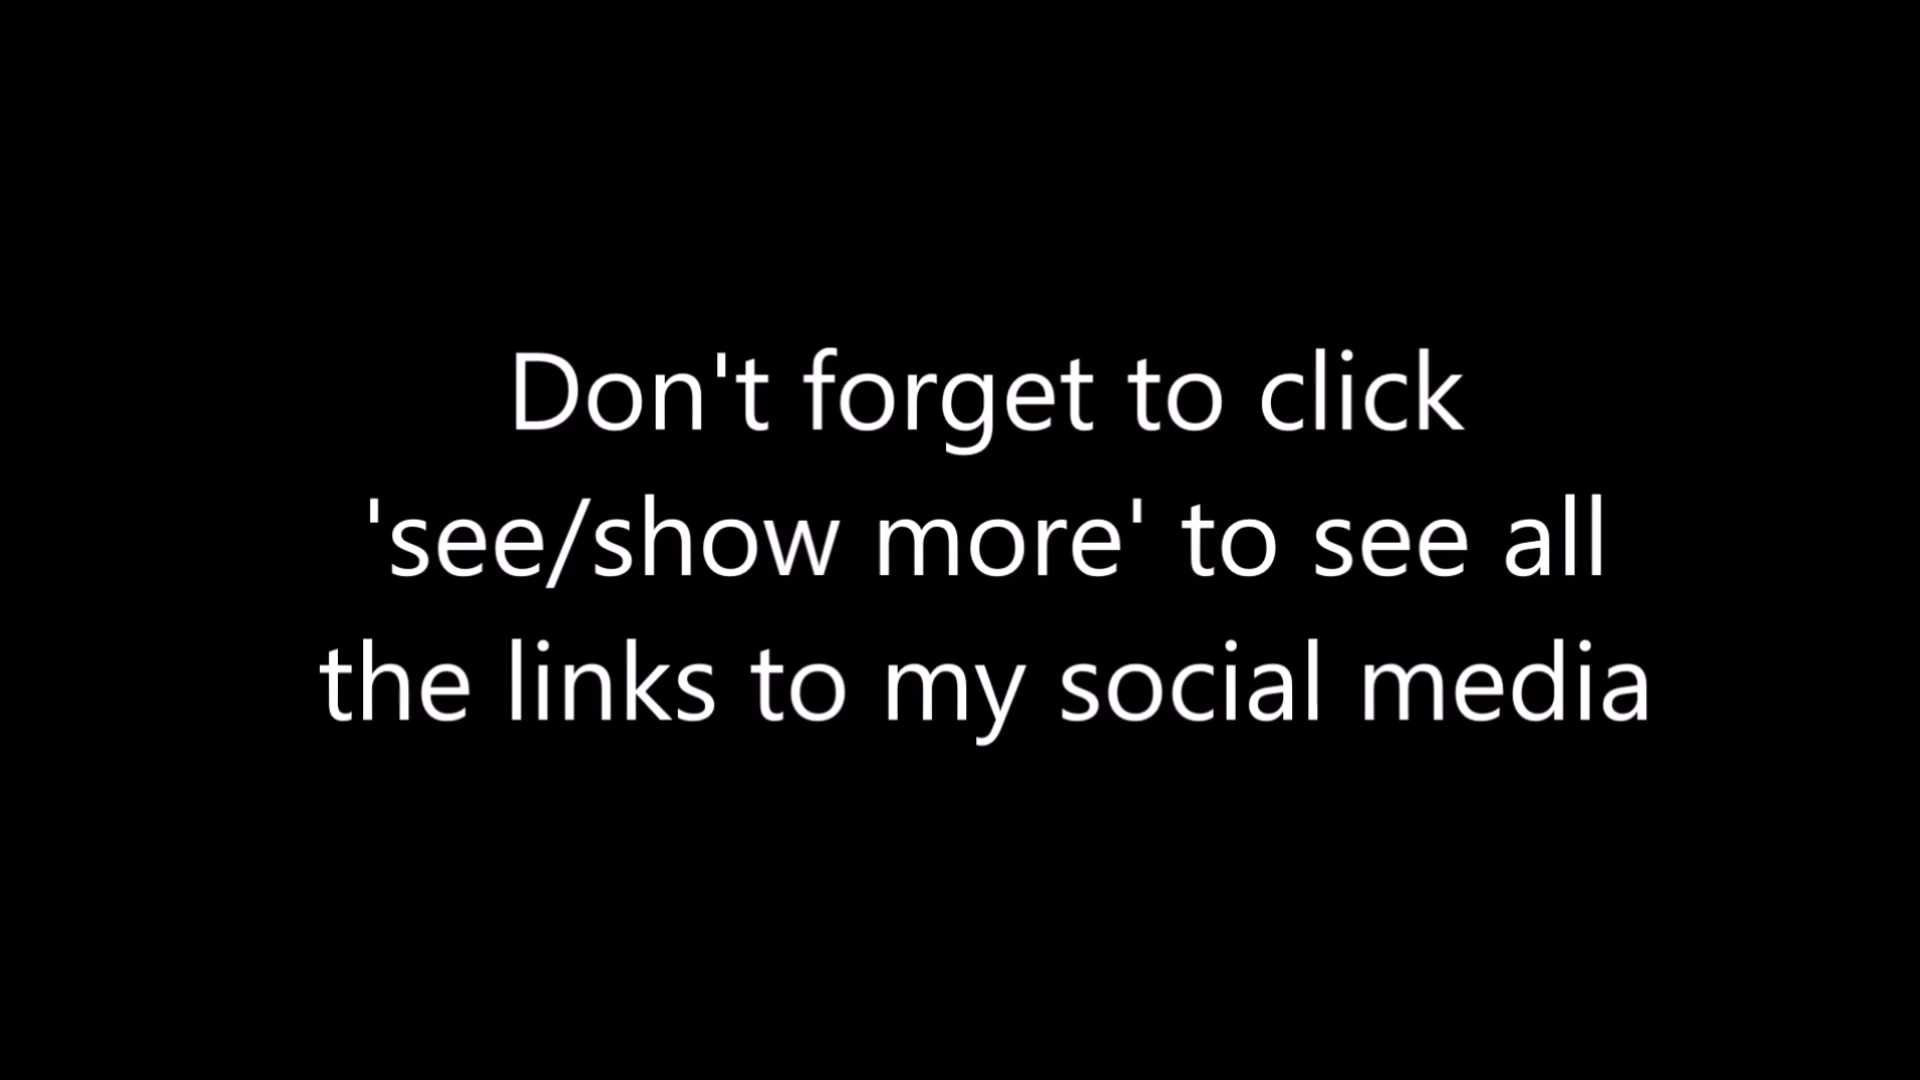 Don't forget to click
'see/show more' to see all
the links to my social media